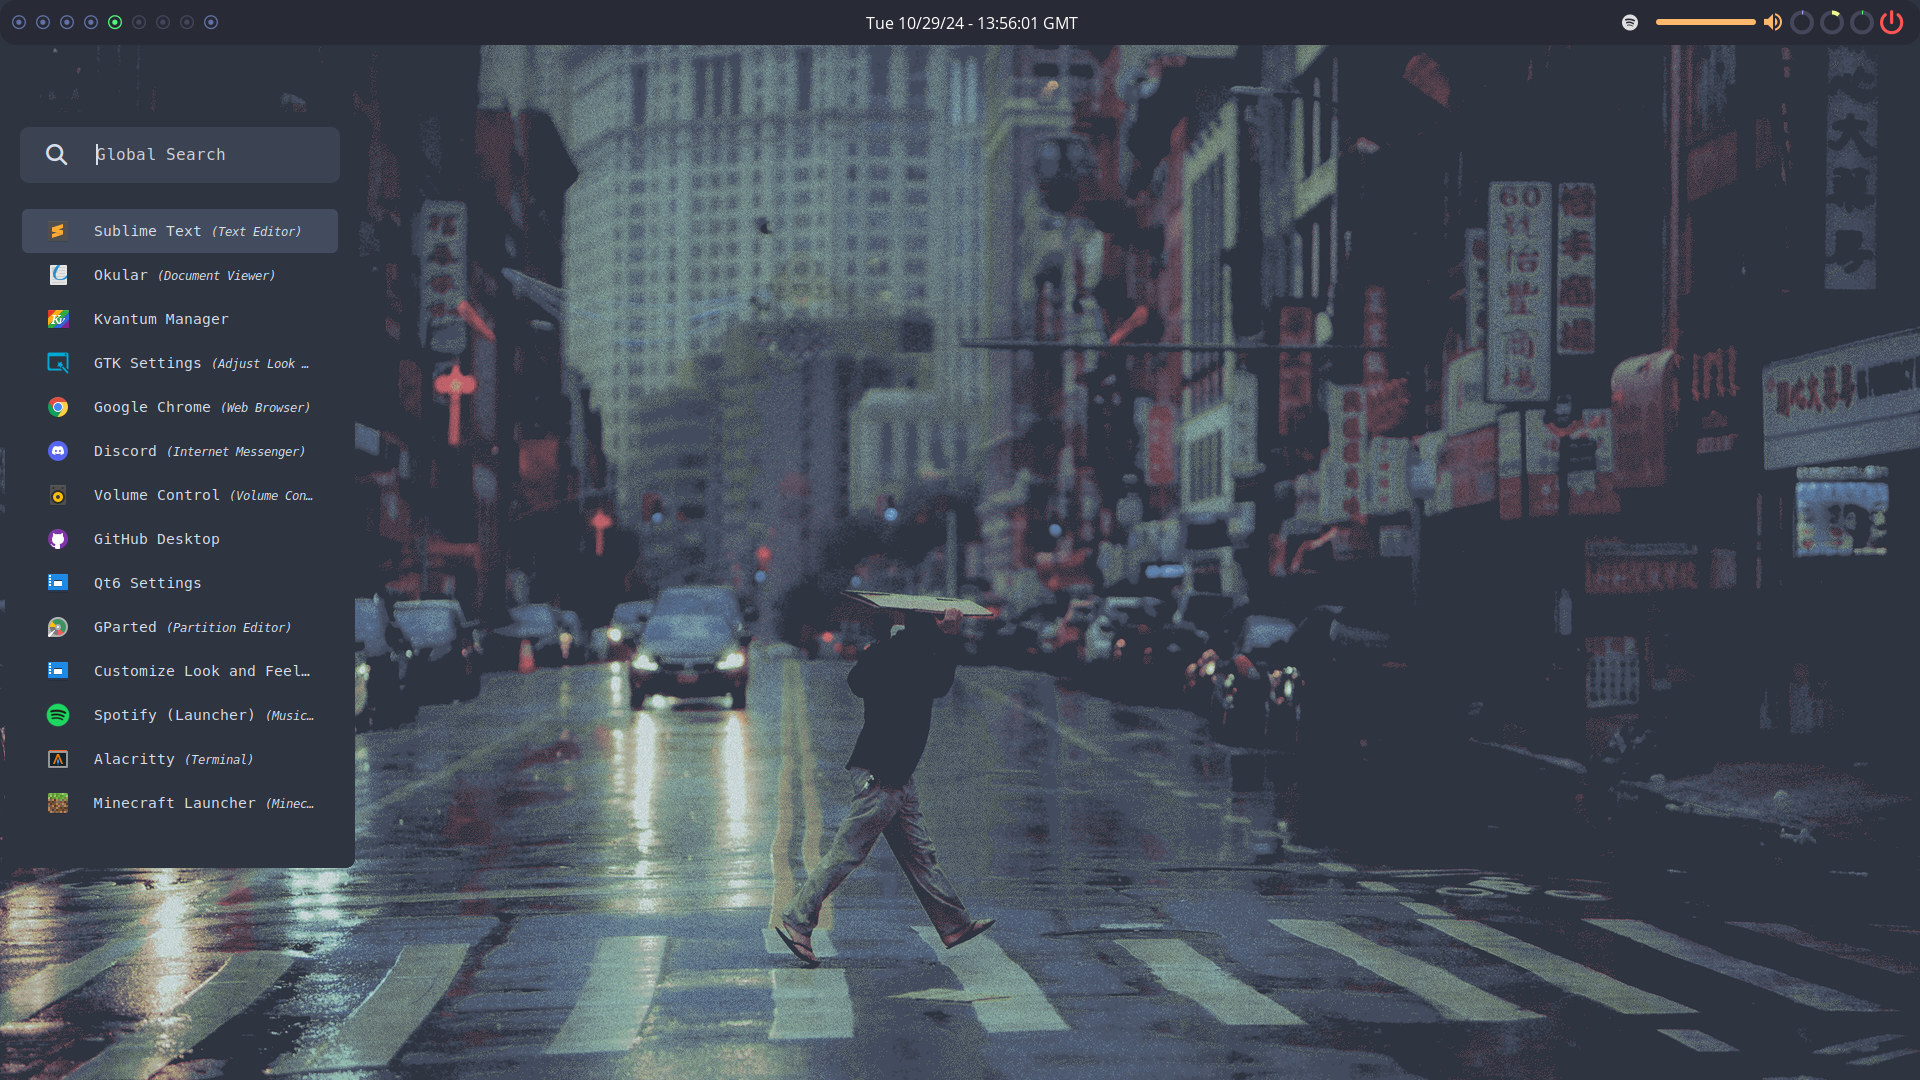 Tue 10/29/24 - 13:56:01 GMT
Global Search
Sublime Text (Text Editor)
Okular (Document Viewer)
Kvantum Manager
GTK Settings (Adjust Look …
Google Chrome (Web Browser)
Discord (Internet Messenger)
Volume Control (Volume Con…
GitHub Desktop
Qt6 Settings
GParted (Partition Editor)
Customize Look and Feel…
Spotify (Launcher) (Music…
Alacritty (Terminal)
Minecraft Launcher (Minec…
60